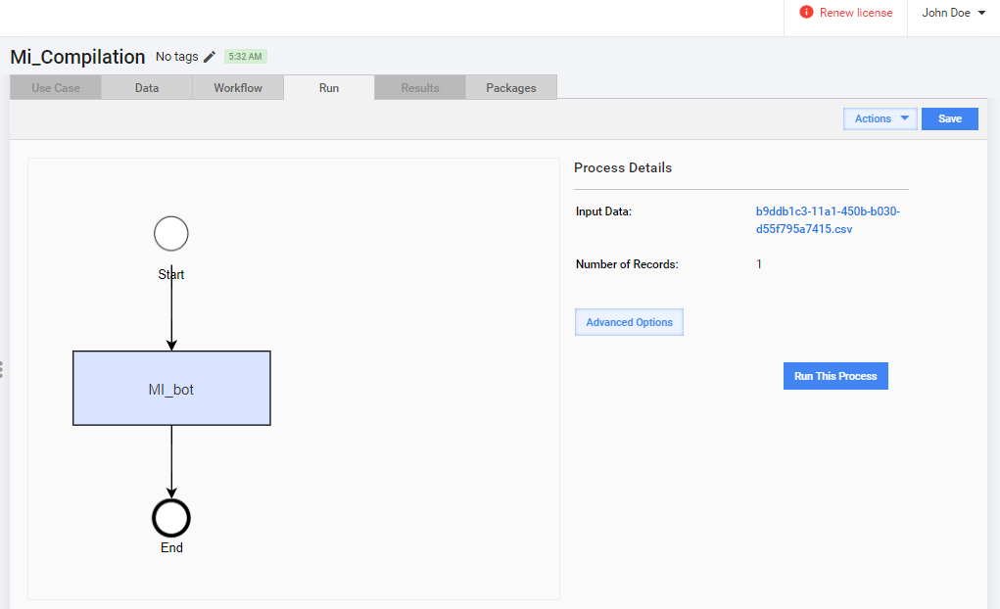 Renew license
John Doe
Mi_Compilation No tags 5:32 AM
Use Case Data Workflow Run Results Packages
Actions Save
Process Details
Input Data: b9ddb1c3-11a1-450b-b030-
d55f795a7415.csv
Number of Records: 1
Advanced Options
Run This Process
Start
MI_bot
End